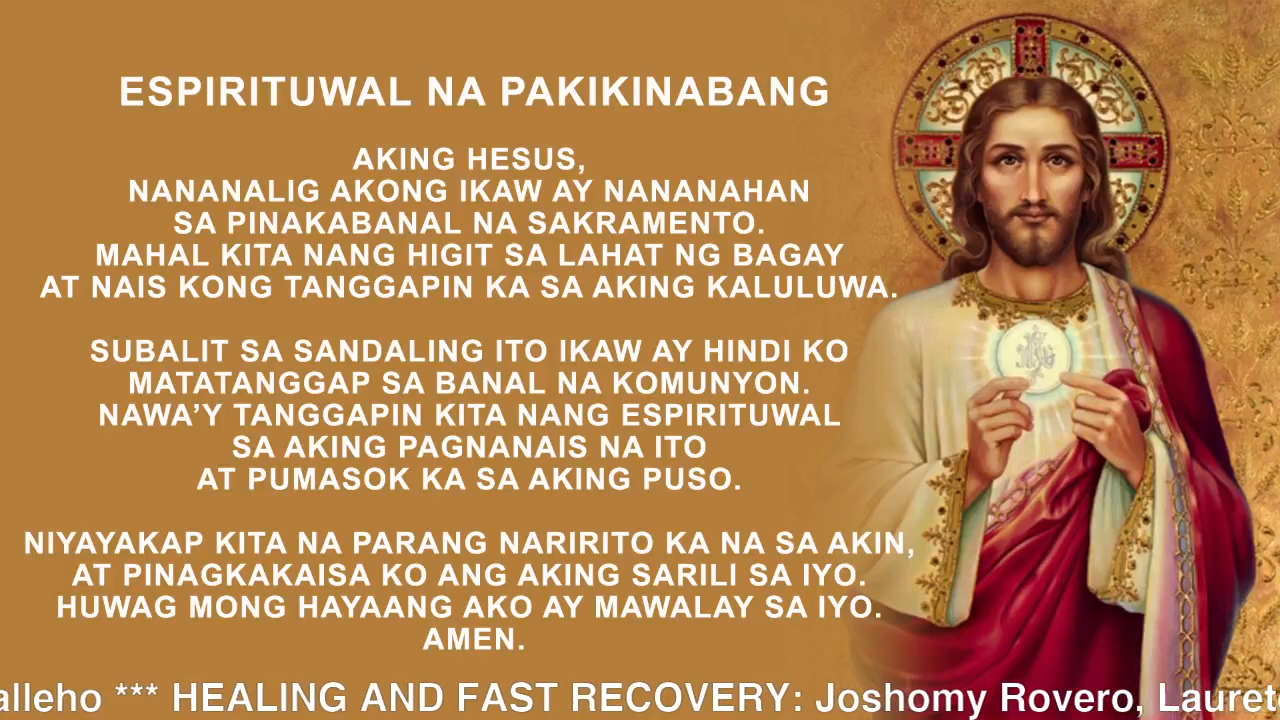 ESPIRITUWAL NA PAKIKINABANG
AKING HESUS,
NANANALIG AKONG IKAW AY NANANAHAN
SA PINAKABANAL NA SAKRAMENTO.
MAHAL KITA NANG HIGIT SA LAHAT NG BAGAY
AT NAIS KONG TANGGAPIN KA SA AKING KALULUWA.
SUBALIT SA SANDALING ITO IKAW AY HINDI KO
MATATANGGAP SA BANAL NA KOMUNYON.
NAWA’Y TANGGAPIN KITA NANG ESPIRITUWAL
SA AKING PAGNANAIS NA ITO
AT PUMASOK KA SA AKING PUSO.
NIYAYAKAP KITA NA PARANG NARIRITO KA NA SA AKIN,
AT PINAGKAKAISA KO ANG AKING SARILI SA IYO.
HUWAG MONG HAYAANG AKO AY MAWALAY SA IYO.
AMEN.
alleho *** HEALING AND FAST RECOVERY: Joshomy Rovero, Lauret